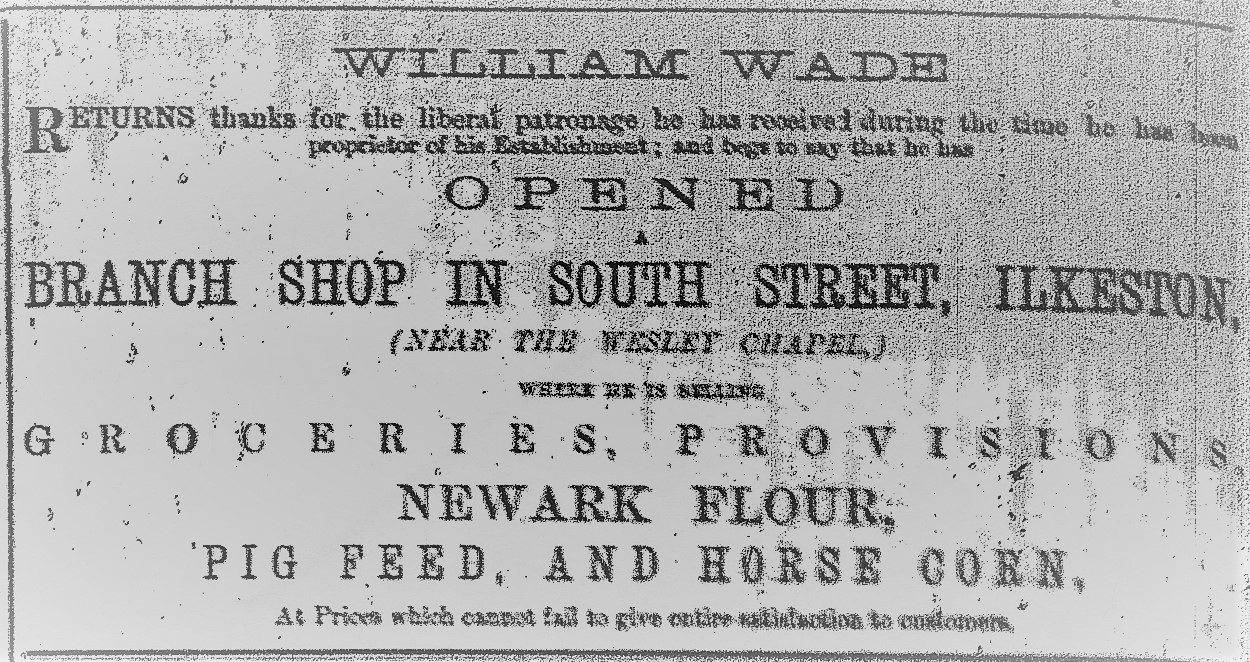 WILLIAM WADE
RETURNS thanks for the liberal patronage he has received during the time he has been
proprietor of his Establishment; and begs to say that he has
OPENED
A
BRANCH SHOP IN SOUTH STREET, ILKESTON,
(NEAR THE WESLEY CHAPEL,)
WHERE HE IS SELLING
GROCERIES, PROVISIONS,
NEWARK FLOUR,
PIG FEED, AND HORSE CORN,
At Prices which cannot fail to give entire satisfaction to customers.